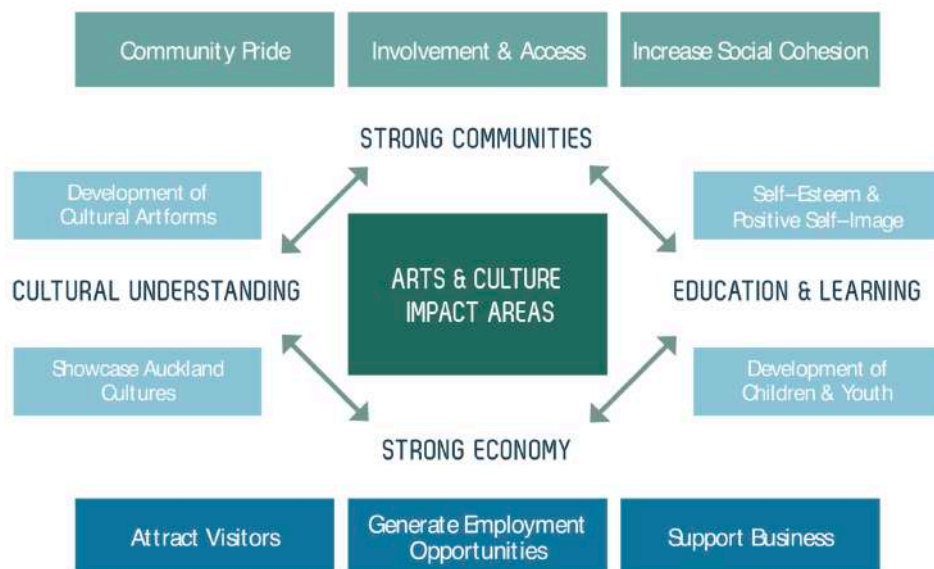 Community Pride
Involvement & Access
Increase Social Cohesion
STRONG COMMUNITIES
Development of
Cultural Artforms
Self-Esteem &
Positive Self-Image
CULTURAL UNDERSTANDING
ARTS & CULTURE
IMPACT AREAS
EDUCATION & LEARNING
Showcase Auckland
Cultures
Development of
Children & Youth
STRONG ECONOMY
Attract Visitors
Generate Employment
Opportunities
Support Business